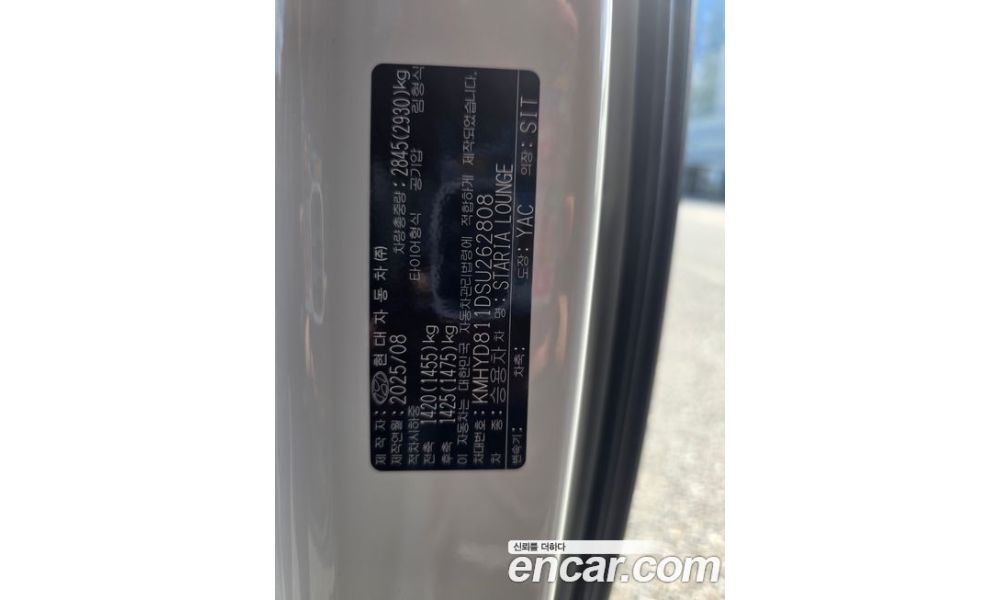 제 작 자 : 현 대 자 동 차 (주)
제작연월 : 2025/08 차량총중량 : 2845(2930)kg
적차시하중 타이어형식 공기압 림형식
전축 1420(1455)kg
후축 1425(1475)kg
이 자동차는 대한민국 자동차관리법령에 적합하게 제작되었습니다.
차대번호 : KMHYD811DSU262808
차 종 : 승용차 차 명 : STARIA LOUNGE
변속기 : 차축 : 도장 : YAC 의장 : SIT
신뢰를 더하다
encar.com